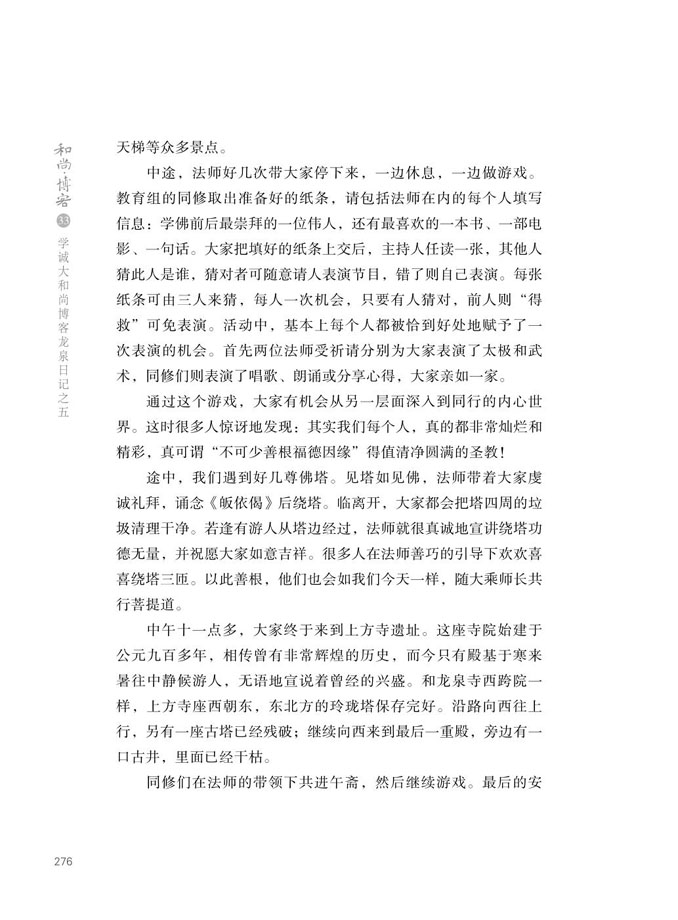 天梯等众多景点。
中途，法师好几次带大家停下来，一边休息，一边做游戏。
教育组的同修取出准备好的纸条，请包括法师在内的每个人填写
信息：学佛前后最崇拜的一位伟人，还有最喜欢的一本书、一部电
影、一句话。大家把填好的纸条上交后，主持人任读一张，其他人
猜此人是谁，猜对者可随意请人表演节目，错了则自己表演。每张
纸条可由三人来猜，每人一次机会，只要有人猜对，前人则“得
救”可免表演。活动中，基本上每个人都被恰到好处地赋予了一
次表演的机会。首先两位法师受祈请分别为大家表演了太极和武
术，同修们则表演了唱歌、朗诵或分享心得，大家亲如一家。
通过这个游戏，大家有机会从另一层面深入到同行的内心世
界。这时很多人惊讶地发现：其实我们每个人，真的都非常灿烂和
精彩，真可谓“不可少善根福德因缘”得值清净圆满的圣教！
途中，我们遇到好几尊佛塔。见塔如见佛，法师带着大家虔
诚礼拜，诵念《皈依偈》后绕塔。临离开，大家都会把塔四周的垃
圾清理干净。若逢有游人从塔边经过，法师就很真诚地宣讲绕塔功
德无量，并祝愿大家如意吉祥。很多人在法师善巧的引导下欢欢喜
喜绕塔三匝。以此善根，他们也会如我们今天一样，随大乘师长共
行菩提道。
中午十一点多，大家终于来到上方寺遗址。这座寺院始建于
公元九百多年，相传曾有非常辉煌的历史，而今只有殿基于寒来
暑往中静候游人，无语地宣说着曾经的兴盛。和龙泉寺西跨院一
样，上方寺座西朝东，东北方的玲珑塔保存完好。沿路向西往上
行，另有一座古塔已经残破；继续向西来到最后一重殿，旁边有一
口古井，里面已经干枯。
同修们在法师的带领下共进午斋，然后继续游戏。最后的安
和尚·博客
33
学诚大和尚博客龙泉日记之五
276